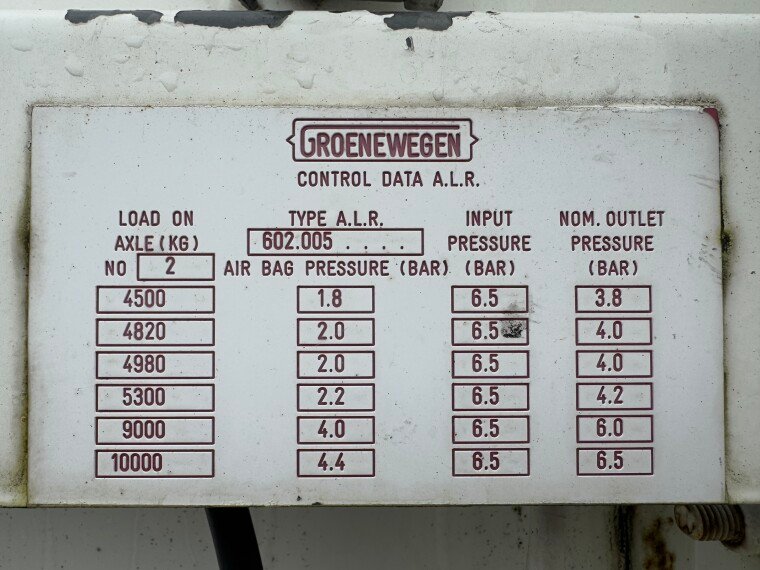 GROENEWEGEN
CONTROL DATA A.L.R.
LOAD ON TYPE A.L.R. INPUT NOM. OUTLET
AXLE (KG) 602.005 . . . . PRESSURE PRESSURE
NO 2 AIR BAG PRESSURE (BAR) (BAR) (BAR)
4500 1.8 6.5 3.8
4820 2.0 6.5 4.0
4980 2.0 6.5 4.0
5300 2.2 6.5 4.2
9000 4.0 6.5 6.0
10000 4.4 6.5 6.5